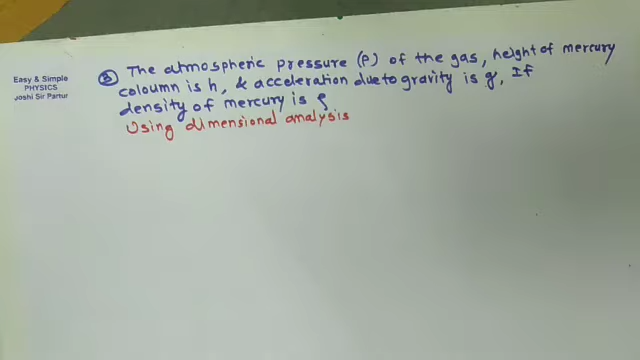 Easy & Simple
PHYSICS
Joshi Sir Partur
② The atmospheric pressure (P) of the gas, height of mercury
coloumn is h, & acceleration due to gravity is g, If
density of mercury is ρ
Using dimensional analysis